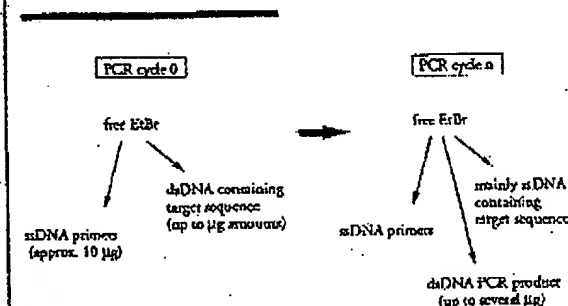 PCR cycle 0
free EtBr
dsDNA containing
target sequence
(up to µg amounts)
ssDNA primers
(approx. 10 µg)
PCR cycle n
free EtBr
mainly ssDNA
containing
target sequence
ssDNA primers
dsDNA PCR product
(up to several µg)